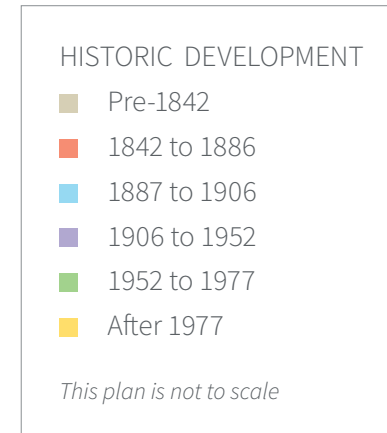 HISTORIC DEVELOPMENT
Pre-1842
1842 to 1886
1887 to 1906
1906 to 1952
1952 to 1977
After 1977
This plan is not to scale